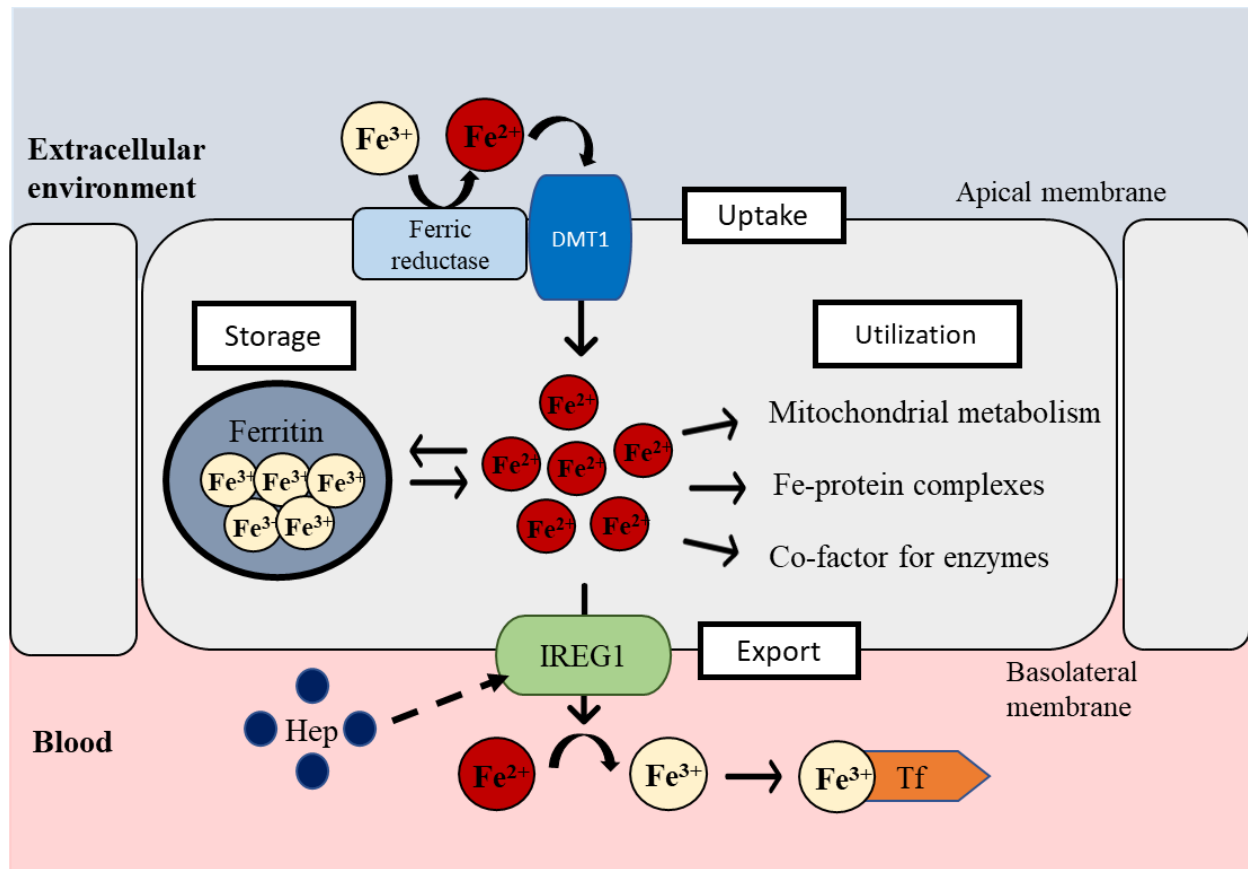 Fe³⁺
Fe²⁺
Extracellular
environment
Apical membrane
Uptake
Ferric
reductase
DMT1
Storage
Utilization
Fe²⁺
Ferritin
Mitochondrial metabolism
Fe²⁺
Fe²⁺
Fe²⁺
Fe³⁺
Fe³⁺
Fe³⁺
Fe-protein complexes
Fe³⁺
Fe³⁺
Fe²⁺
Fe²⁺
Co-factor for enzymes
IREG1
Export
Basolateral
membrane
Hep
Blood
Fe²⁺
Fe³⁺
Fe³⁺
Tf